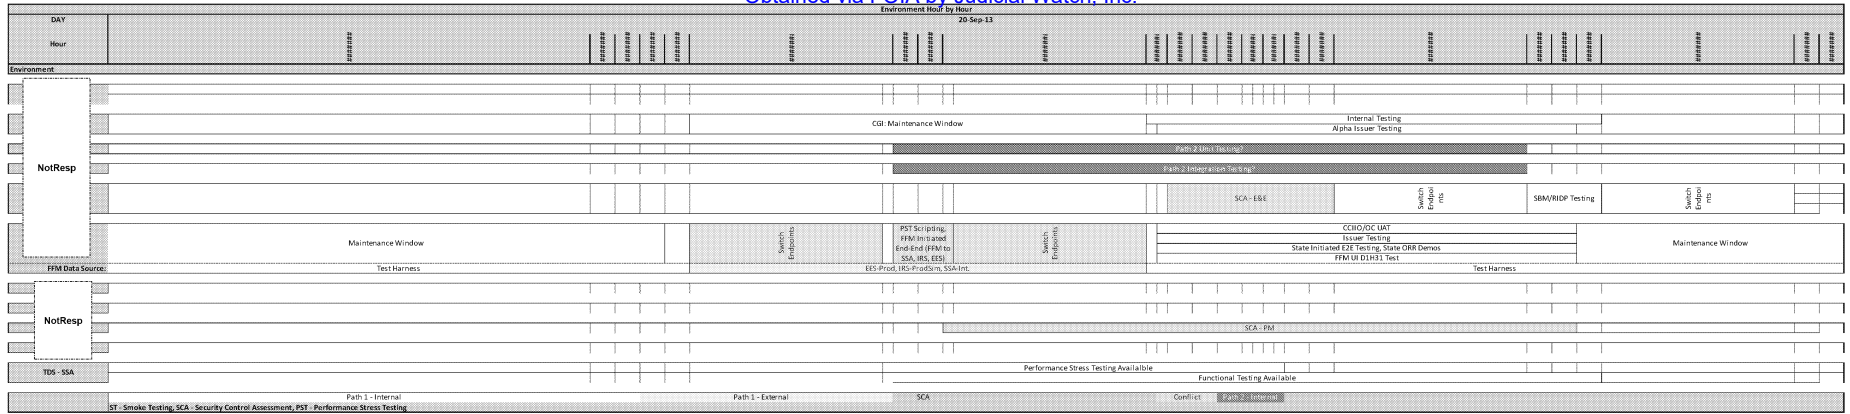 Obtained via FOIA by Judicial Watch, Inc.
Environment Hour by Hour
DAY
20-Sep-13
Hour
###### ###### ###### ###### ###### ###### ###### ###### ###### ###### ###### ###### ###### ###### ###### ###### ###### ###### ###### ###### ###### ###### ###### ######
Environment
NotResp
CGI: Maintenance Window
Internal Testing
Alpha Issuer Testing
Path 2 Unit Testing?
Path 2 Integration Testing?
SCA - E&E
Switch
Endpoi
nts
SBM/RIDP Testing
Switch
Endpoi
nts
Maintenance Window
Switch
Endpoints
PST Scripting,
FFM Initiated
End-End (FFM to
SSA, IRS, EES)
Switch
Endpoints
CCIIO/OC UAT
Issuer Testing
State Initiated E2E Testing, State ORR Demos
FFM UI D1H31 Test
Maintenance Window
FFM Data Source:
Test Harness
EES-Prod, IRS-ProdSim, SSA-Int.
Test Harness
NotResp
SCA - PM
TDS - SSA
Performance Stress Testing Availalble
Functional Testing Available
Path 1 - Internal
Path 1 - External
SCA
Conflict
Path 2 - Internal
ST - Smoke Testing, SCA - Security Control Assessment, PST - Performance Stress Testing